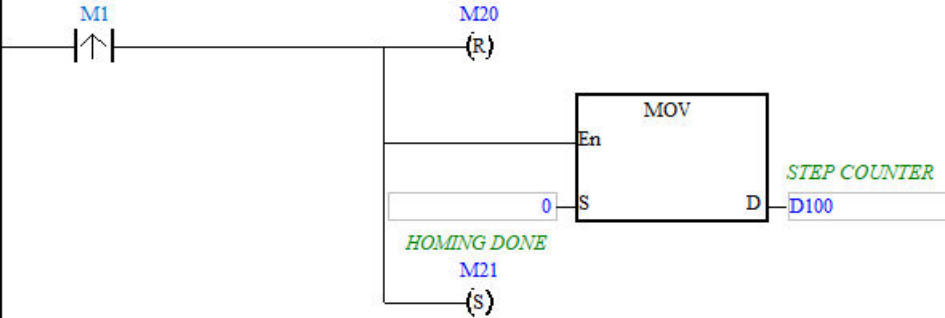 M1
M20
(R)
MOV
En
STEP COUNTER
0 S D D100
HOMING DONE
M21
(S)